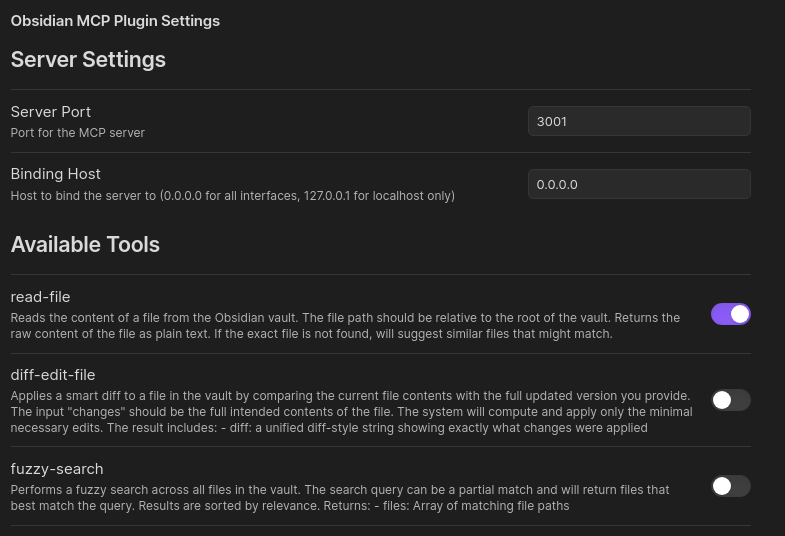 Obsidian MCP Plugin Settings
Server Settings
Server Port
Port for the MCP server
3001
Binding Host
Host to bind the server to (0.0.0.0 for all interfaces, 127.0.0.1 for localhost only)
0.0.0.0
Available Tools
read-file
Reads the content of a file from the Obsidian vault. The file path should be relative to the root of the vault. Returns the
raw content of the file as plain text. If the exact file is not found, will suggest similar files that might match.
diff-edit-file
Applies a smart diff to a file in the vault by comparing the current file contents with the full updated version you provide.
The input "changes" should be the full intended contents of the file. The system will compute and apply only the minimal
necessary edits. The result includes: - diff: a unified diff-style string showing exactly what changes were applied
fuzzy-search
Performs a fuzzy search across all files in the vault. The search query can be a partial match and will return files that
best match the query. Results are sorted by relevance. Returns: - files: Array of matching file paths